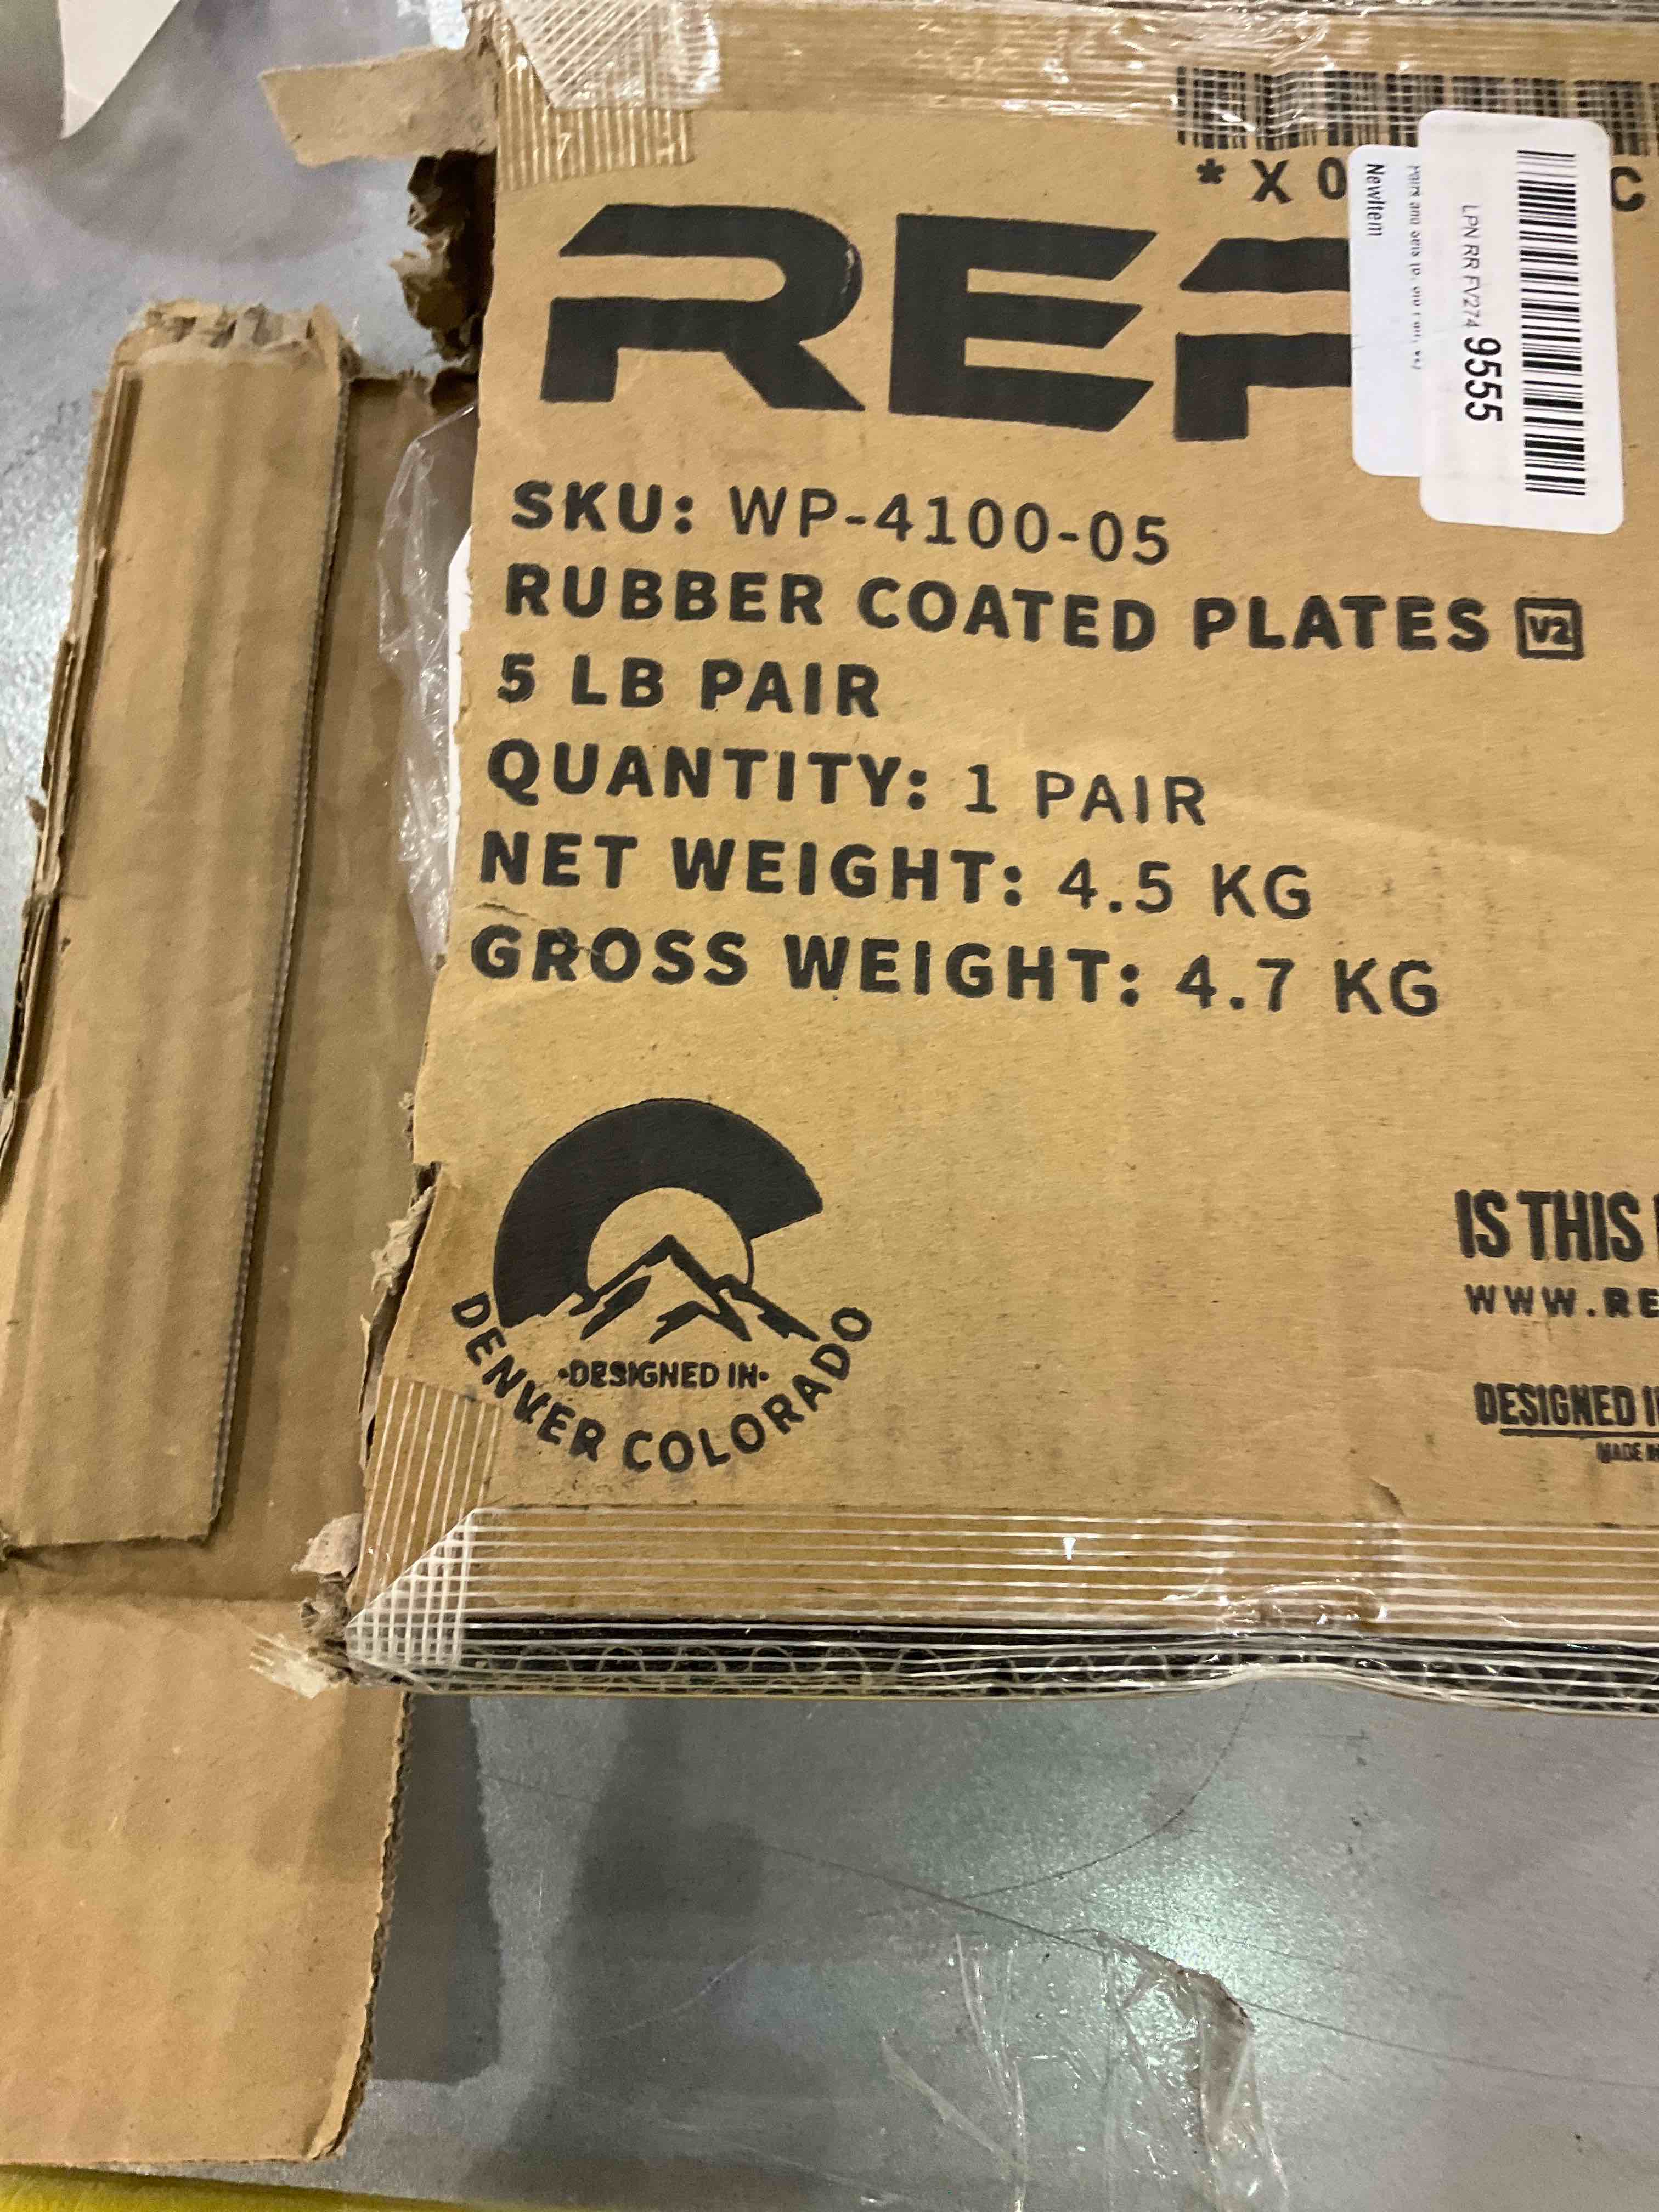 * X 0
C
REP
NewItem
LPN RR FV274 9555
SKU: WP-4100-05
RUBBER COATED PLATES V2
5 LB PAIR
QUANTITY: 1 PAIR
NET WEIGHT: 4.5 KG
GROSS WEIGHT: 4.7 KG
•DESIGNED IN•
DENVER COLORADO
IS THIS
WWW.RE
DESIGNED I
MADE